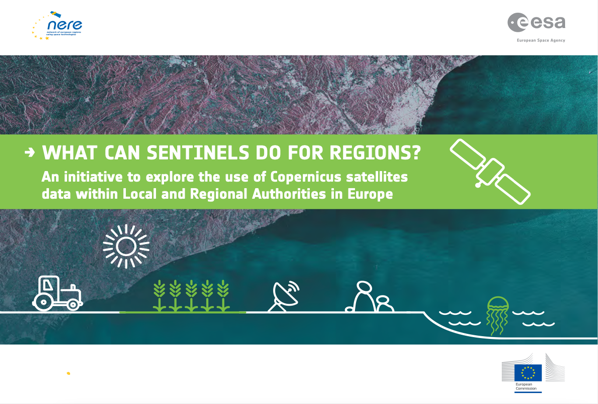 nere
esa
European Space Agency
→ WHAT CAN SENTINELS DO FOR REGIONS?
An initiative to explore the use of Copernicus satellites
data within Local and Regional Authorities in Europe
European
Commission